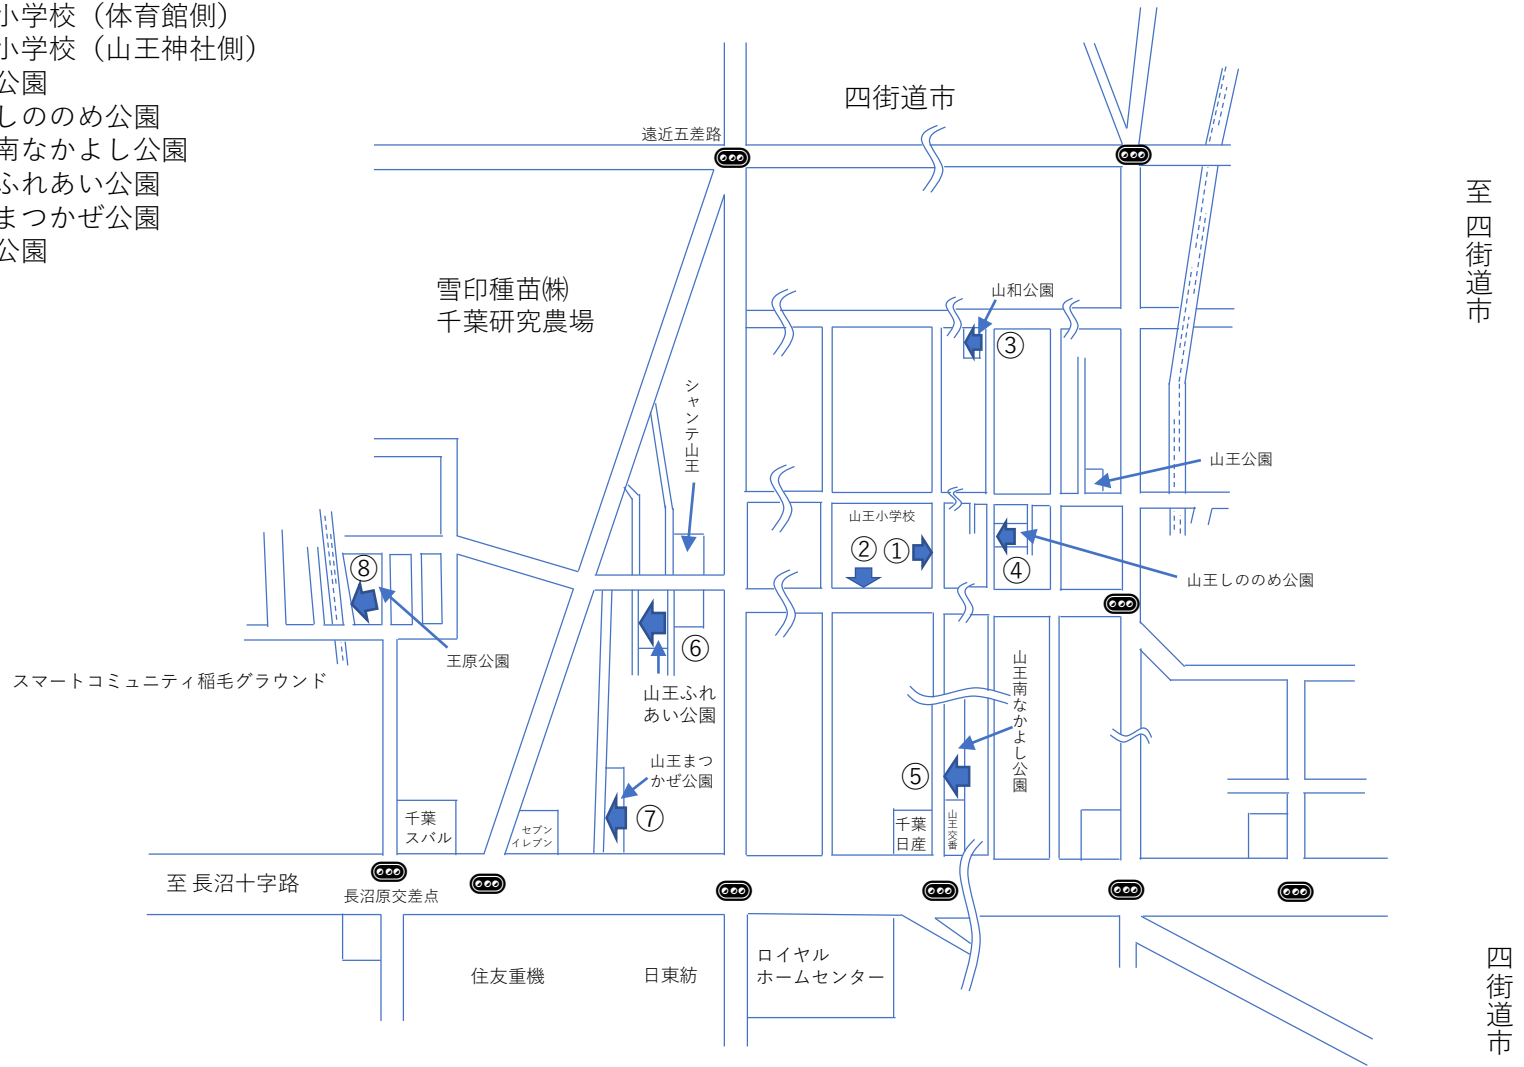 小学校（体育館側）
小学校（山王神社側）
公園
しののめ公園
南なかよし公園
ふれあい公園
まつかぜ公園
公園
四街道市
遠近五差路
至 四街道市
雪印種苗㈱
千葉研究農場
山和公園
③
シャンテ山王
山王公園
山王小学校
②
①
④
山王しののめ公園
⑧
王原公園
⑥
山王ふれ
あい公園
スマートコミュニティ稲毛グラウンド
山王南なかよし公園
山王まつ
かぜ公園
⑤
⑦
千葉
スバル
セブン
イレブン
千葉
日産
山王交番
至 長沼十字路
長沼原交差点
住友重機
日東紡
ロイヤル
ホームセンター
四街道市